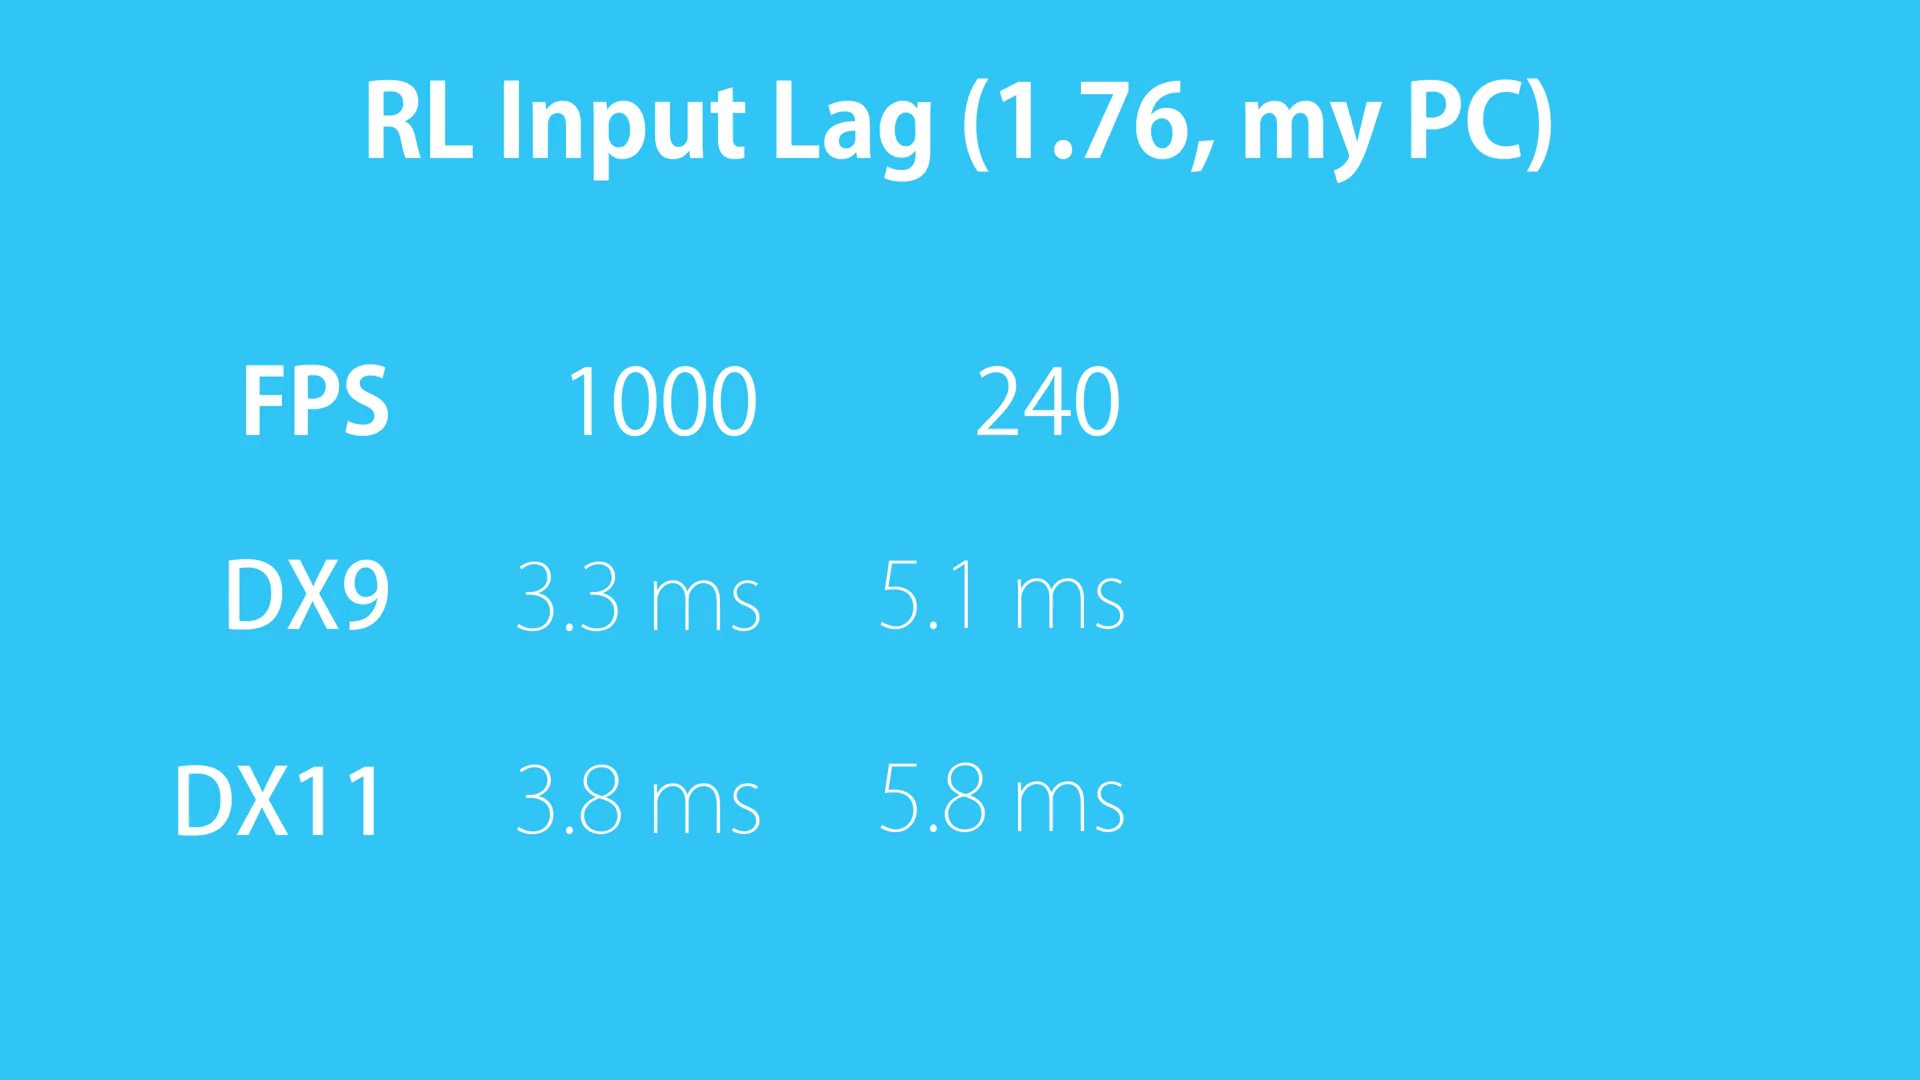 RL Input Lag (1.76, my PC)
FPS 1000 240
DX9 3.3 ms 5.1 ms
DX11 3.8 ms 5.8 ms